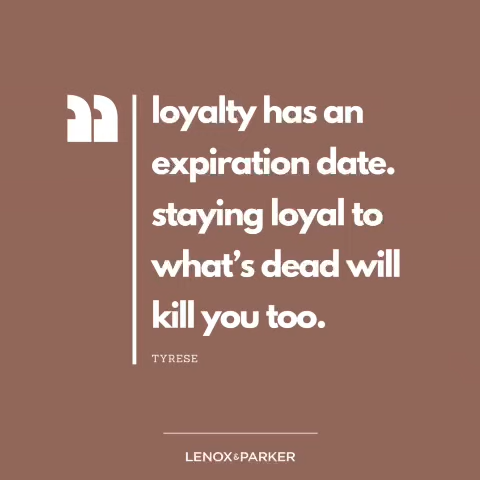 loyalty has an
expiration date.
staying loyal to
what's dead will
kill you too.
TYRESE
LENOX&PARKER